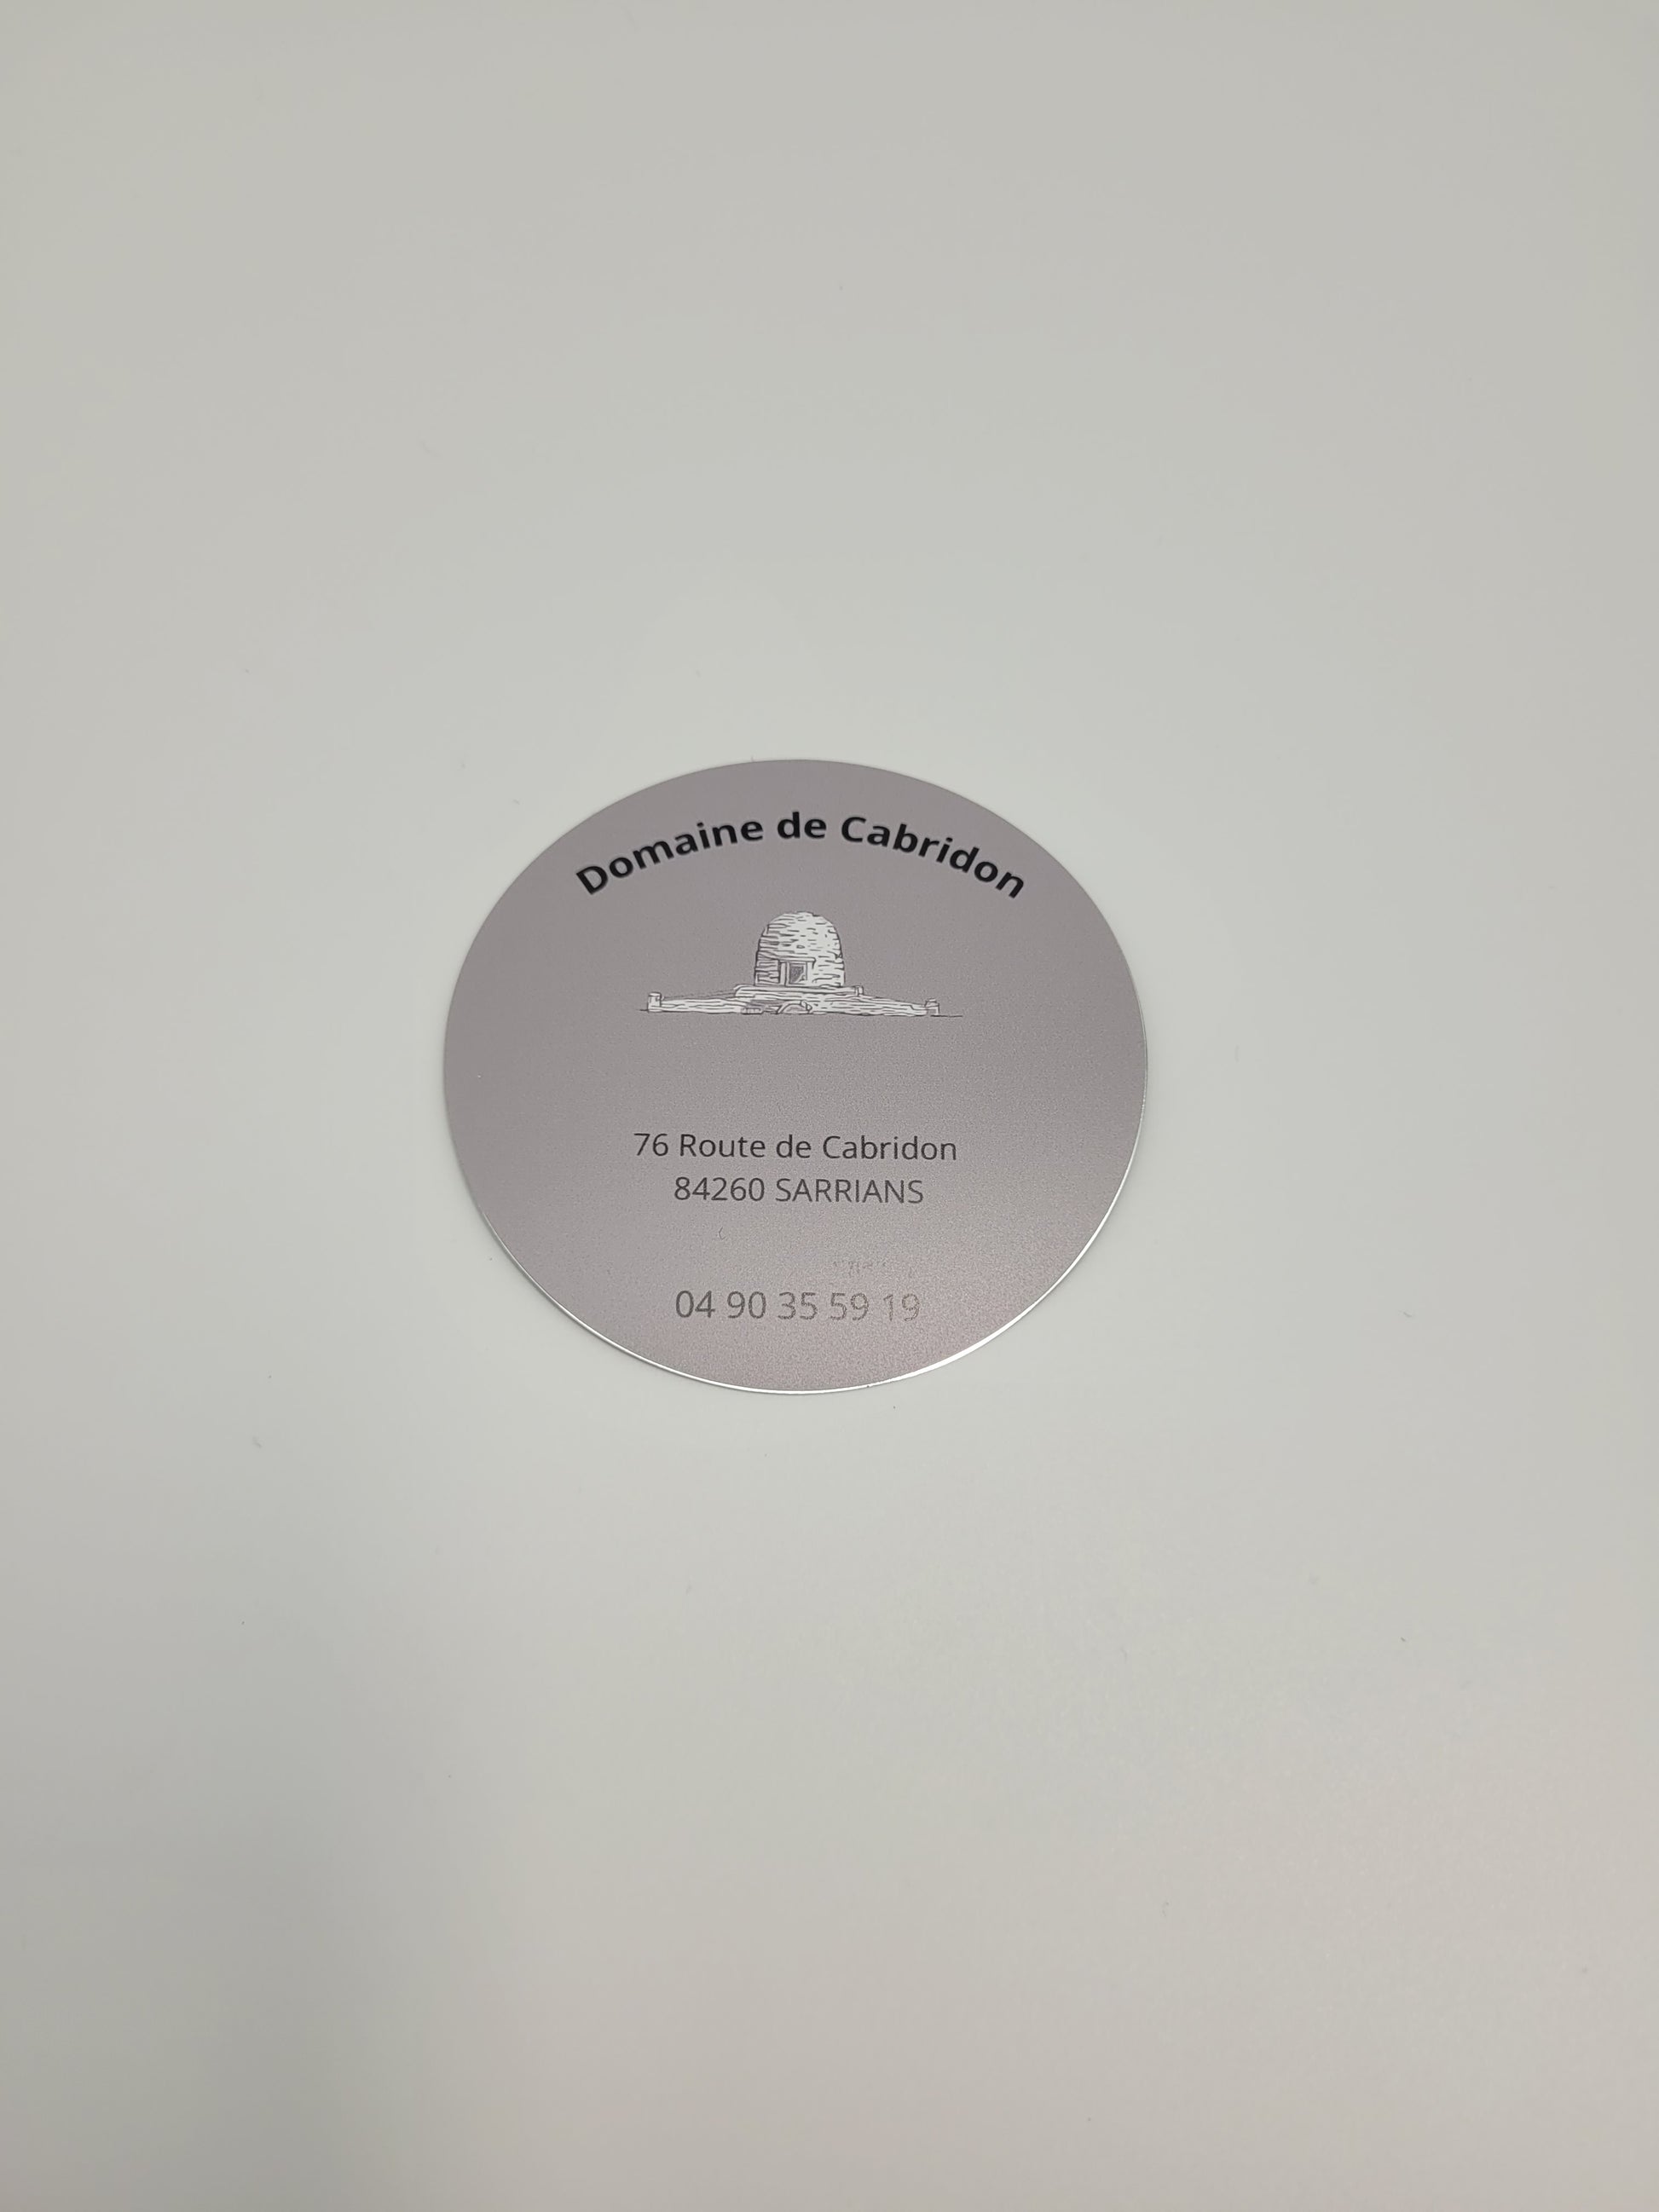 Domaine de Cabridon
76 Route de Cabridon
84260 SARRIANS
04 90 35 59 19